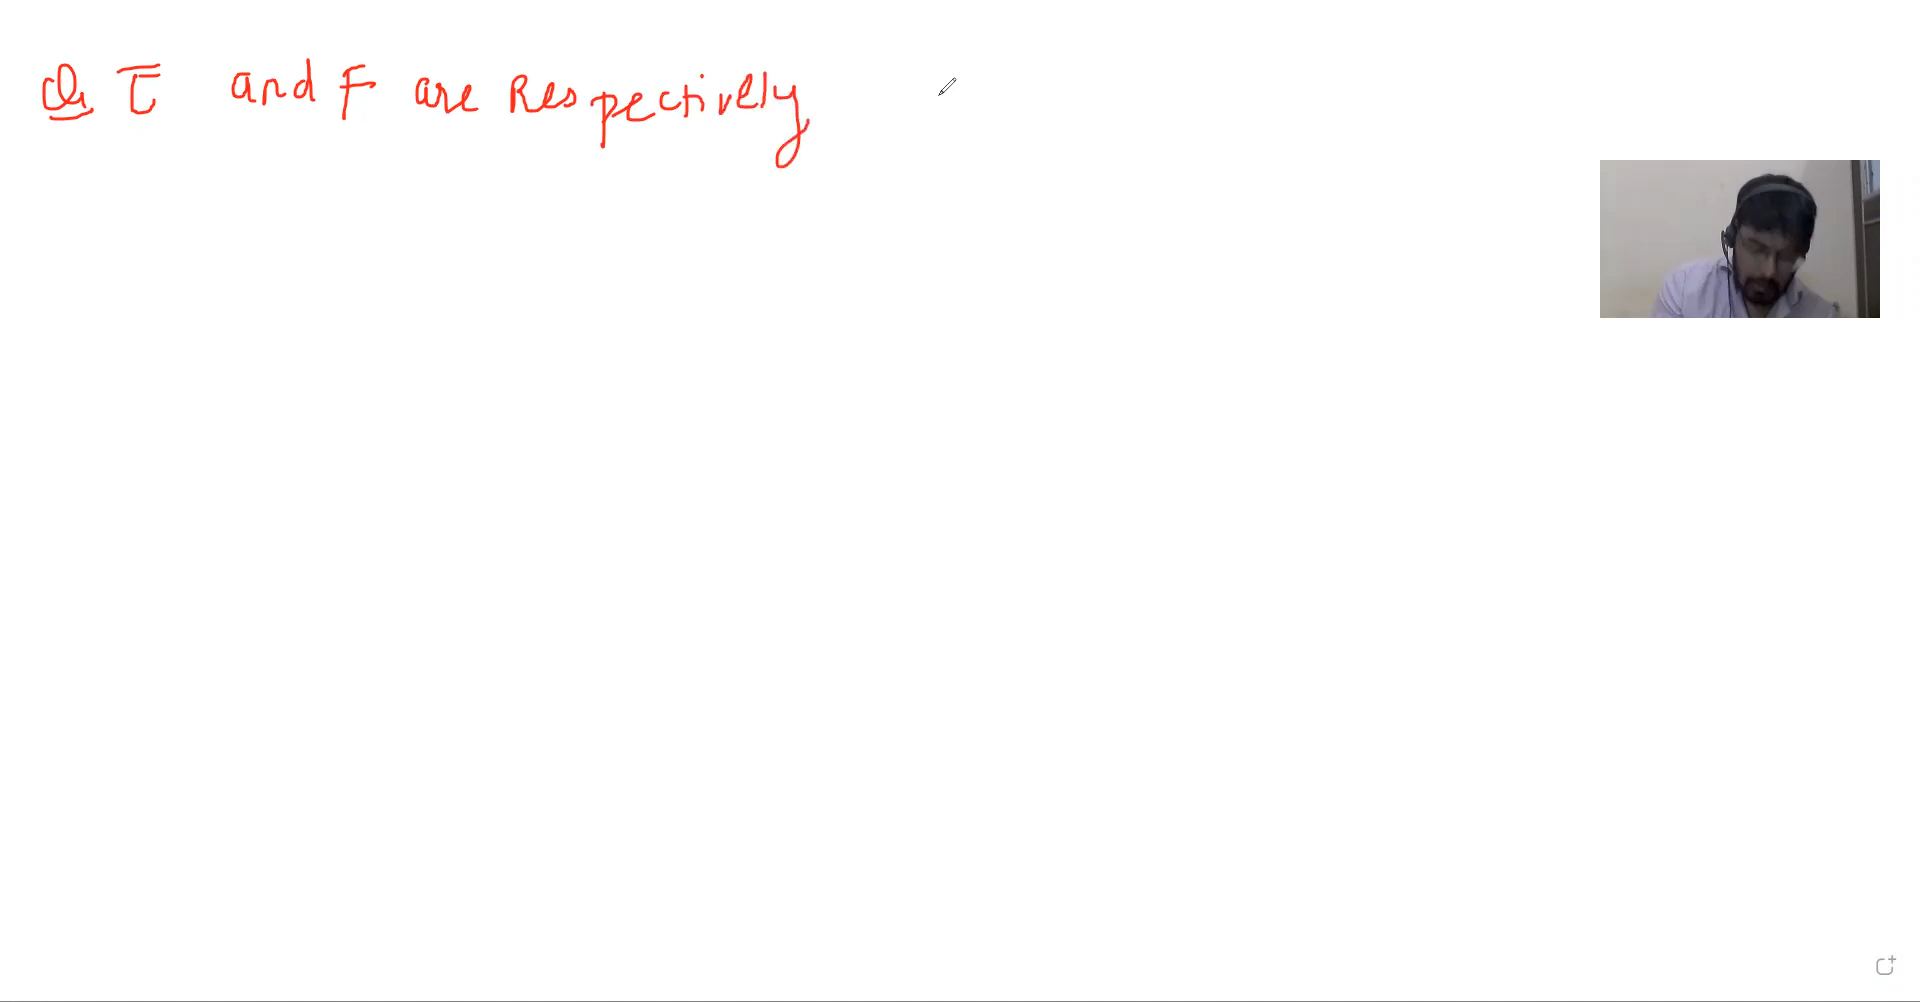 Q. τ and F are Respectively